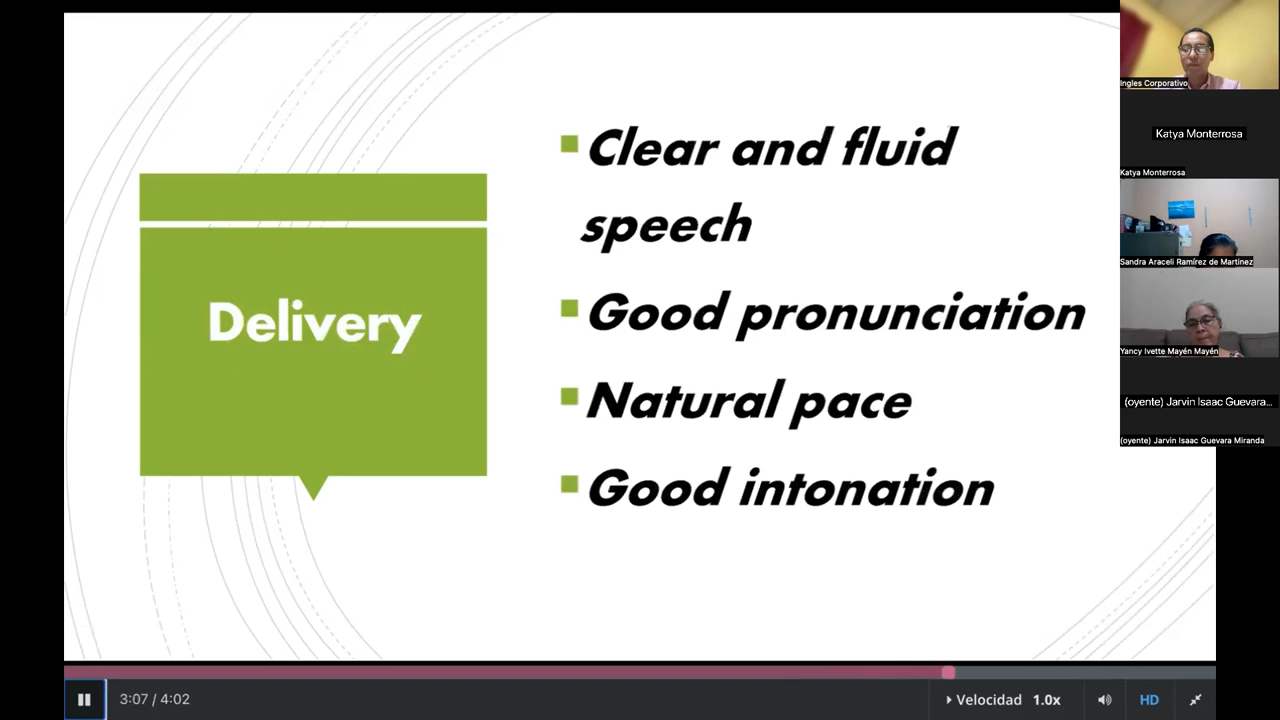 Delivery
Clear and fluid
speech
Good pronunciation
Natural pace
Good intonation
Ingles Corporativo
Katya Monterrosa
Katya Monterrosa
Sandra Araceli Ramírez de Martinez
Yancy Ivette Mayén Mayén
(oyente) Jarvin Isaac Guevara...
(oyente) Jarvin Isaac Guevara Miranda
3:07 / 4:02
Velocidad 1.0x
HD